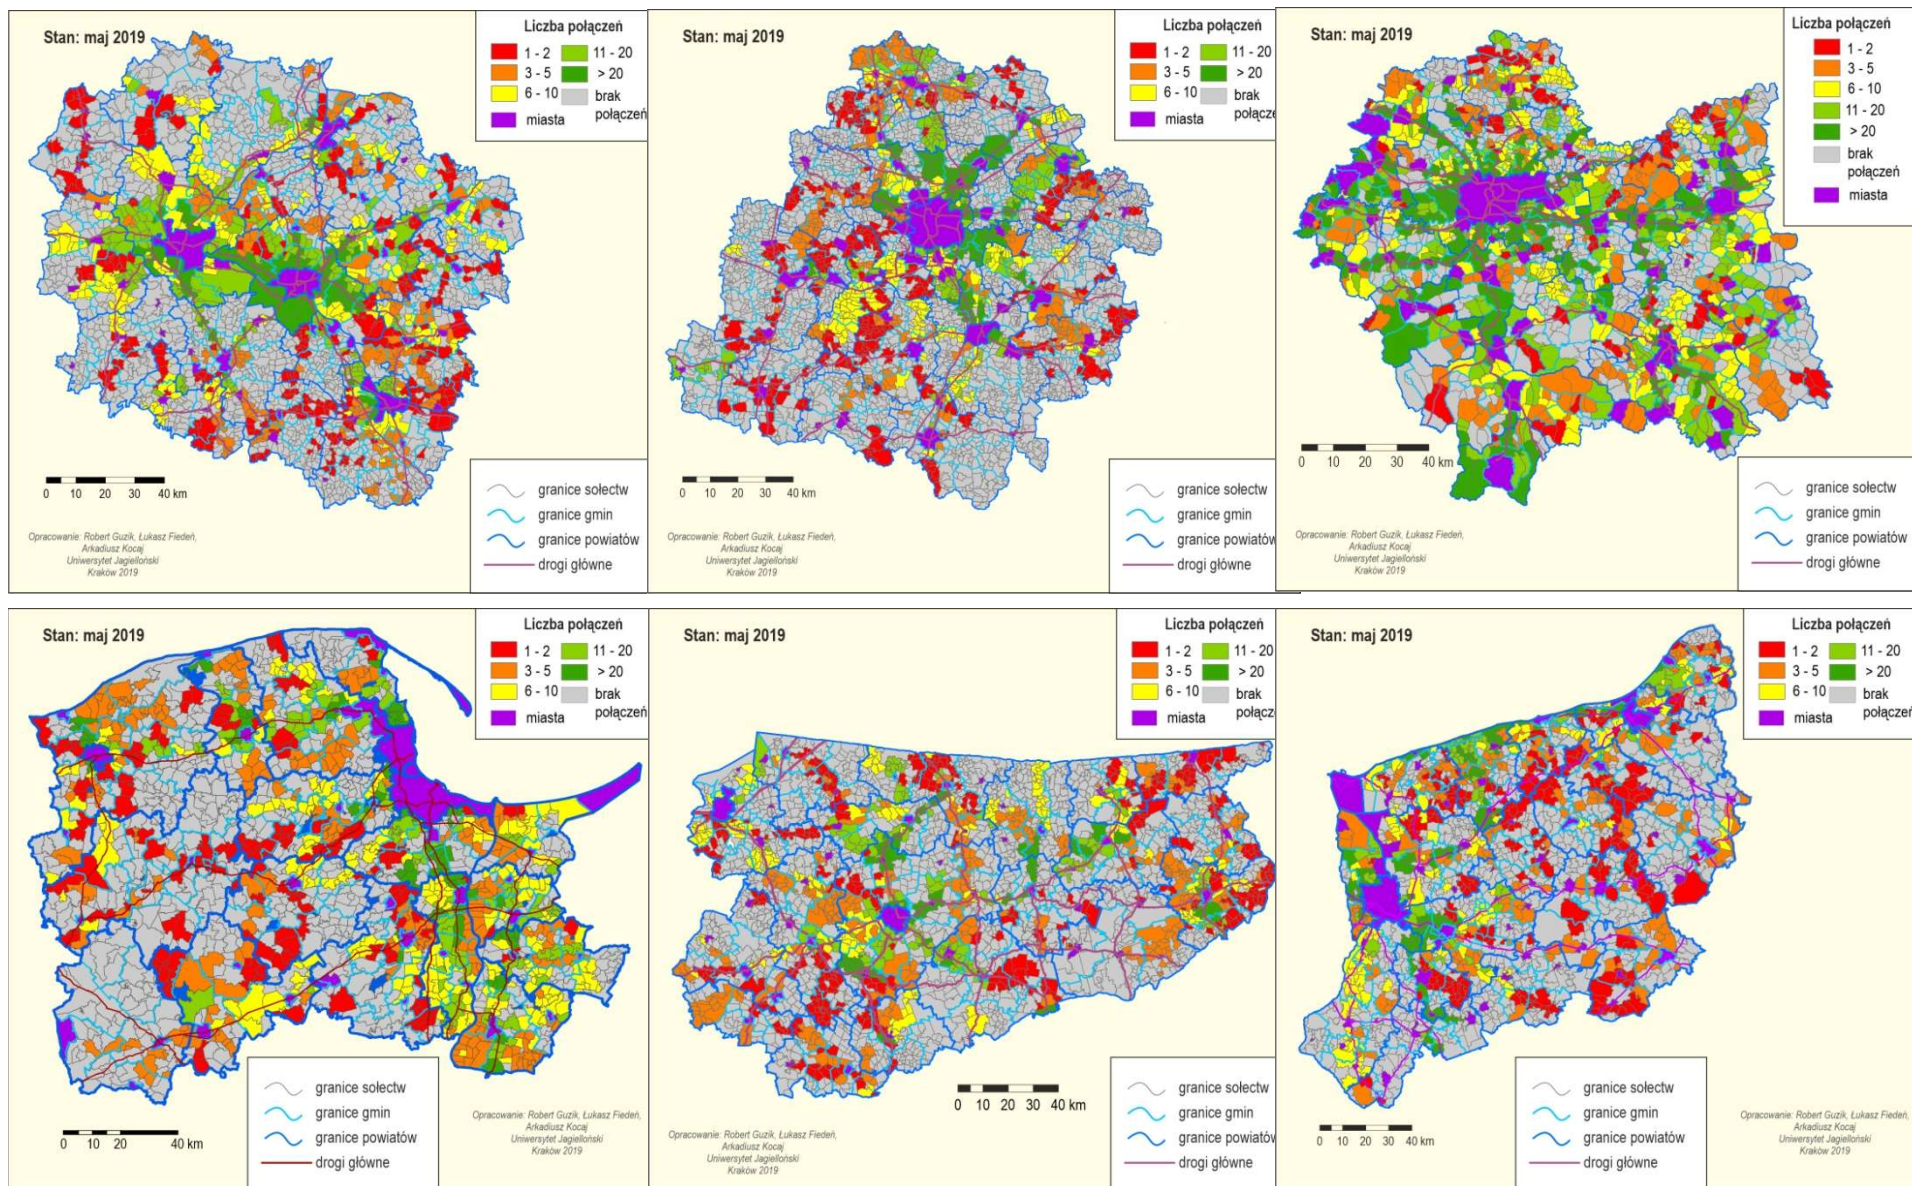 Stan: maj 2019
Liczba połączeń
1 - 2
11 - 20
3 - 5
> 20
6 - 10
brak
połączeń
miasta
0 10 20 30 40 km
granice sołectw
granice gmin
granice powiatów
drogi główne
Opracowanie: Robert Guzik, Łukasz Fiedeń,
Arkadiusz Kocaj
Uniwersytet Jagielloński
Kraków 2019
Stan: maj 2019
Liczba połączeń
1 - 2
11 - 20
3 - 5
> 20
6 - 10
brak
połącze
miasta
0 10 20 30 40 km
granice sołectw
granice gmin
granice powiatów
drogi główne
Opracowanie: Robert Guzik, Łukasz Fiedeń,
Arkadiusz Kocaj
Uniwersytet Jagielloński
Kraków 2019
Stan: maj 2019
Liczba połączeń
1 - 2
3 - 5
6 - 10
11 - 20
> 20
brak
połączeń
miasta
0 10 20 30 40 km
granice sołectw
granice gmin
granice powiatów
drogi główne
Opracowanie: Robert Guzik, Łukasz Fiedeń,
Arkadiusz Kocaj
Uniwersytet Jagielloński
Kraków 2019
Stan: maj 2019
Liczba połączeń
1 - 2
11 - 20
3 - 5
> 20
6 - 10
brak
połączeń
miasta
0 10 20 40 km
granice sołectw
granice gmin
granice powiatów
drogi główne
Opracowanie: Robert Guzik, Łukasz Fiedeń,
Arkadiusz Kocaj
Uniwersytet Jagielloński
Kraków 2019
Stan: maj 2019
Liczba połączeń
1 - 2
11 - 20
3 - 5
> 20
6 - 10
brak
połącze
miasta
0 10 20 30 40 km
granice sołectw
granice gmin
granice powiatów
drogi główne
Opracowanie: Robert Guzik, Łukasz Fiedeń,
Arkadiusz Kocaj
Uniwersytet Jagielloński
Kraków 2019
Stan: maj 2019
Liczba połączeń
1 - 2
11 - 20
3 - 5
> 20
6 - 10
brak
połączeń
miasta
0 10 20 30 40 km
granice sołectw
granice gmin
granice powiatów
drogi główne
Opracowanie: Robert Guzik, Łukasz Fiedeń,
Arkadiusz Kocaj
Uniwersytet Jagielloński
Kraków 2019